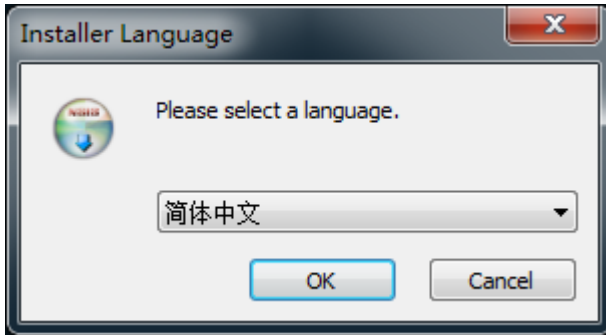 Installer Language
Please select a language.
简体中文
OK
Cancel